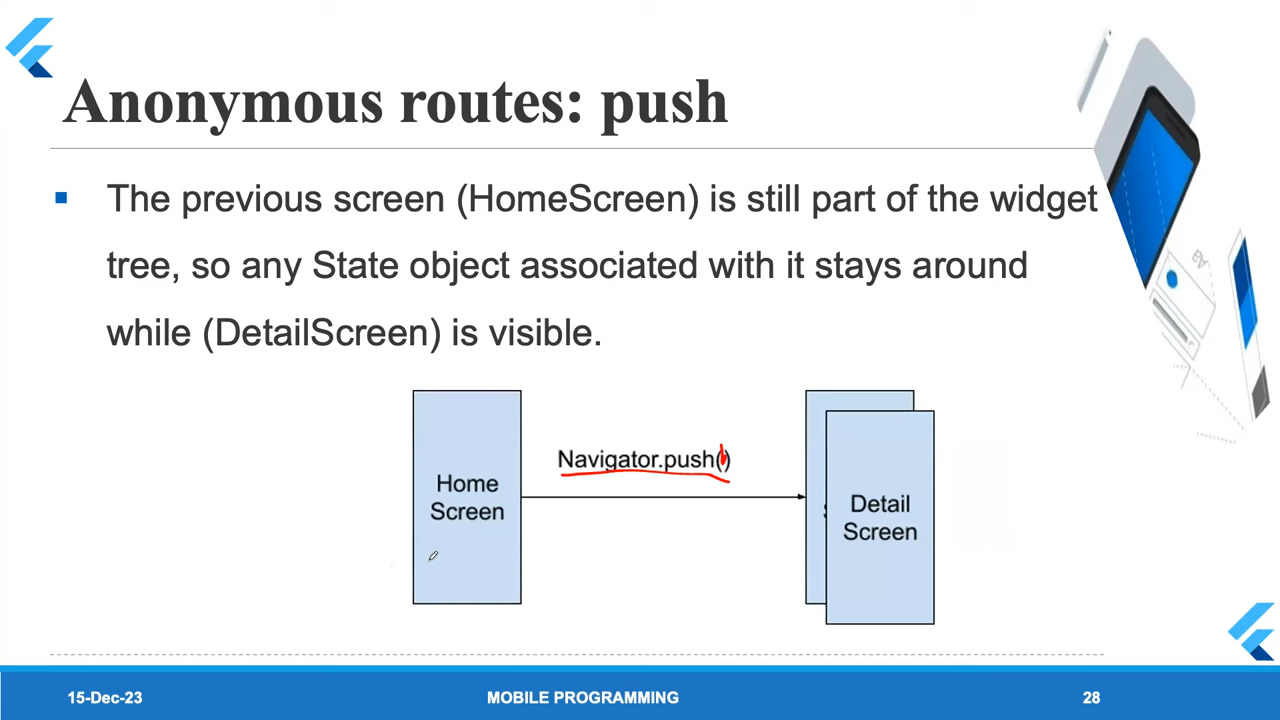 Anonymous routes: push
▪ The previous screen (HomeScreen) is still part of the widget
tree, so any State object associated with it stays around
while (DetailScreen) is visible.
Navigator.push()
Home
Screen
Detail
Screen
Aa
15-Dec-23
MOBILE PROGRAMMING
28